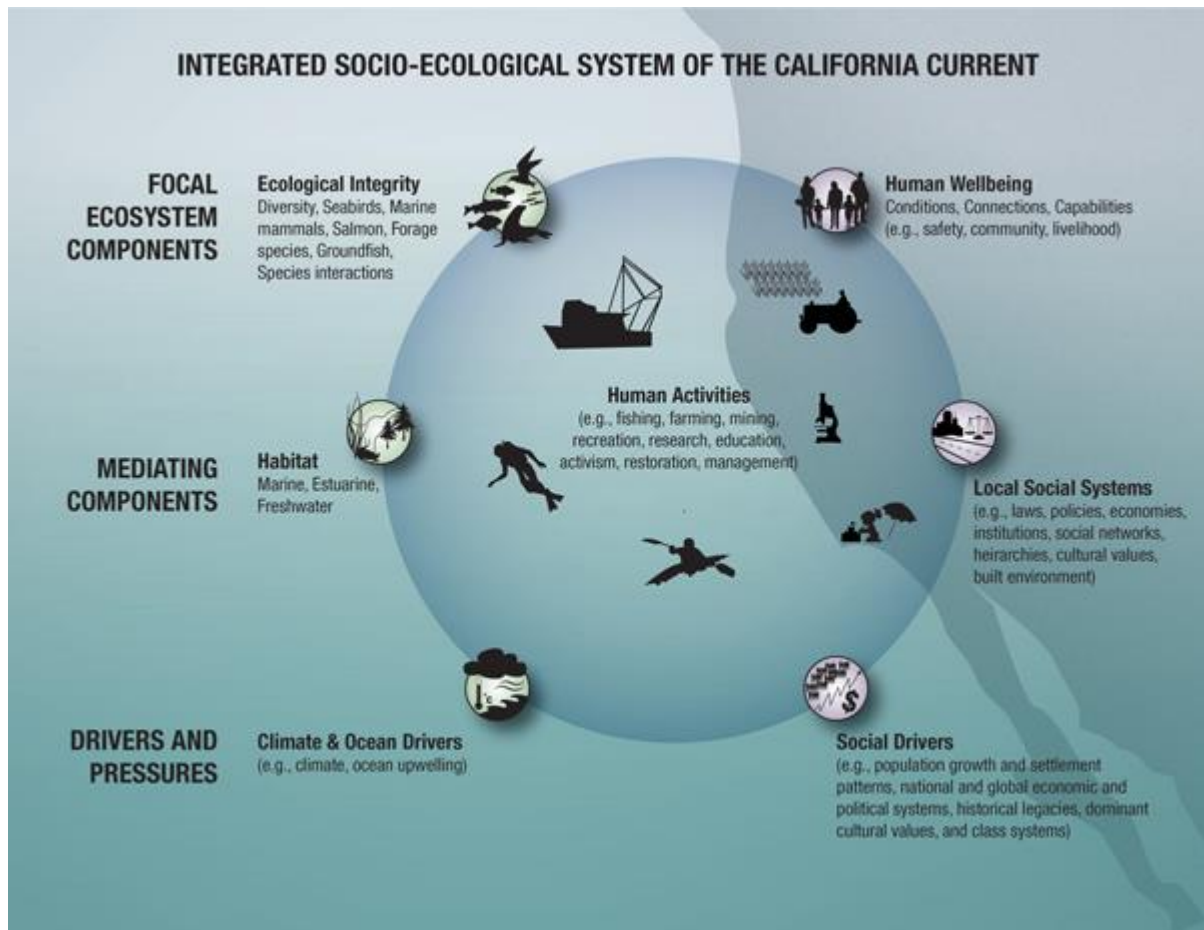 INTEGRATED SOCIO-ECOLOGICAL SYSTEM OF THE CALIFORNIA CURRENT
FOCAL
ECOSYSTEM
COMPONENTS
Ecological Integrity
Diversity, Seabirds, Marine
mammals, Salmon, Forage
species, Groundfish,
Species interactions
Human Wellbeing
Conditions, Connections, Capabilities
(e.g., safety, community, livelihood)
Human Activities
(e.g., fishing, farming, mining,
recreation, research, education,
activism, restoration, management)
MEDIATING
COMPONENTS
Habitat
Marine, Estuarine,
Freshwater
Local Social Systems
(e.g., laws, policies, economies,
institutions, social networks,
heirarchies, cultural values,
built environment)
DRIVERS AND
PRESSURES
Climate & Ocean Drivers
(e.g., climate, ocean upwelling)
°C
$
Social Drivers
(e.g., population growth and settlement
patterns, national and global economic and
political systems, historical legacies, dominant
cultural values, and class systems)